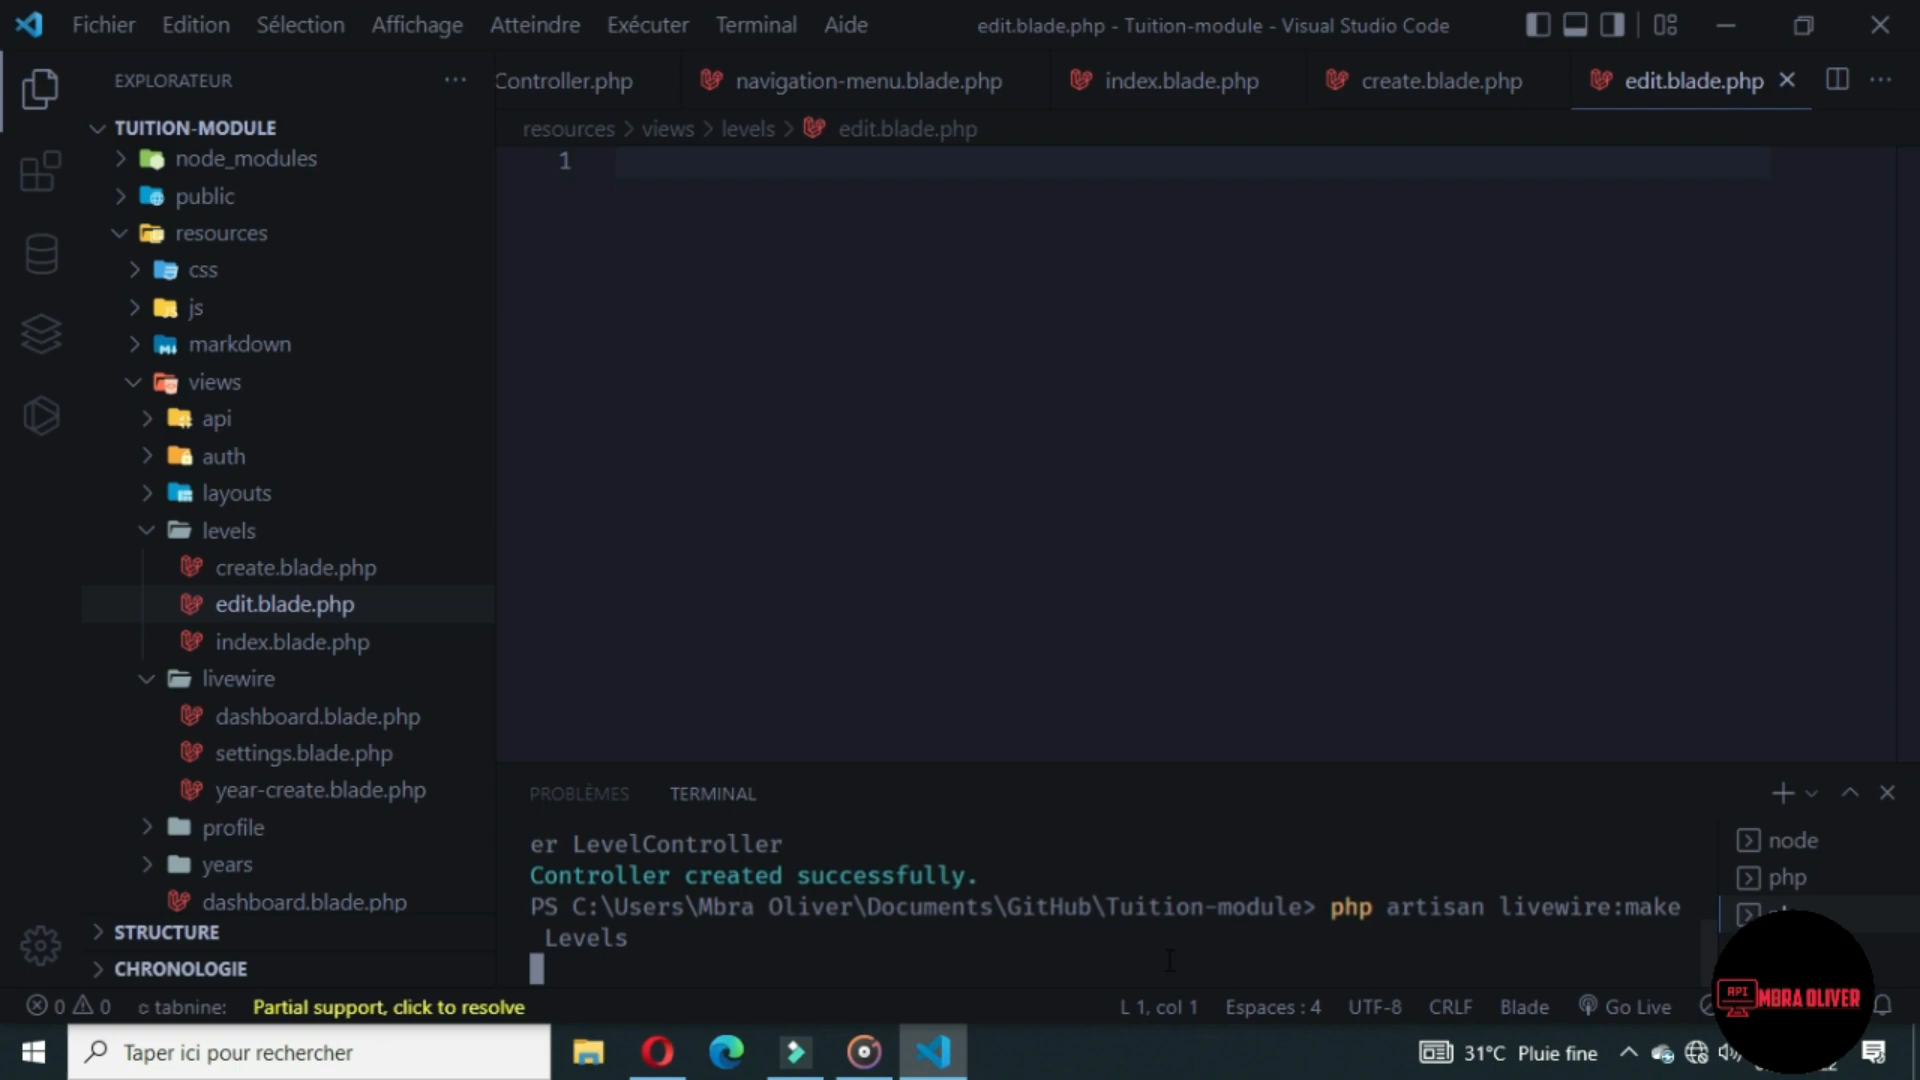 Fichier Edition Sélection Affichage Atteindre Exécuter Terminal Aide
edit.blade.php - Tuition-module - Visual Studio Code
EXPLORATEUR
Controller.php
navigation-menu.blade.php
index.blade.php
create.blade.php
edit.blade.php
TUITION-MODULE
resources > views > levels > edit.blade.php
1
node_modules
public
resources
css
js
markdown
views
api
auth
layouts
levels
create.blade.php
edit.blade.php
index.blade.php
livewire
dashboard.blade.php
settings.blade.php
year-create.blade.php
profile
years
dashboard.blade.php
STRUCTURE
CHRONOLOGIE
PROBLÈMES TERMINAL
er LevelController
Controller created successfully.
PS C:\Users\Mbra Oliver\Documents\GitHub\Tuition-module> php artisan livewire:make
Levels
node
php
0 0 tabnine: Partial support, click to resolve
L 1, col 1 Espaces : 4 UTF-8 CRLF Blade Go Live
API MBRA OLIVER
Taper ici pour rechercher
31°C Pluie fine